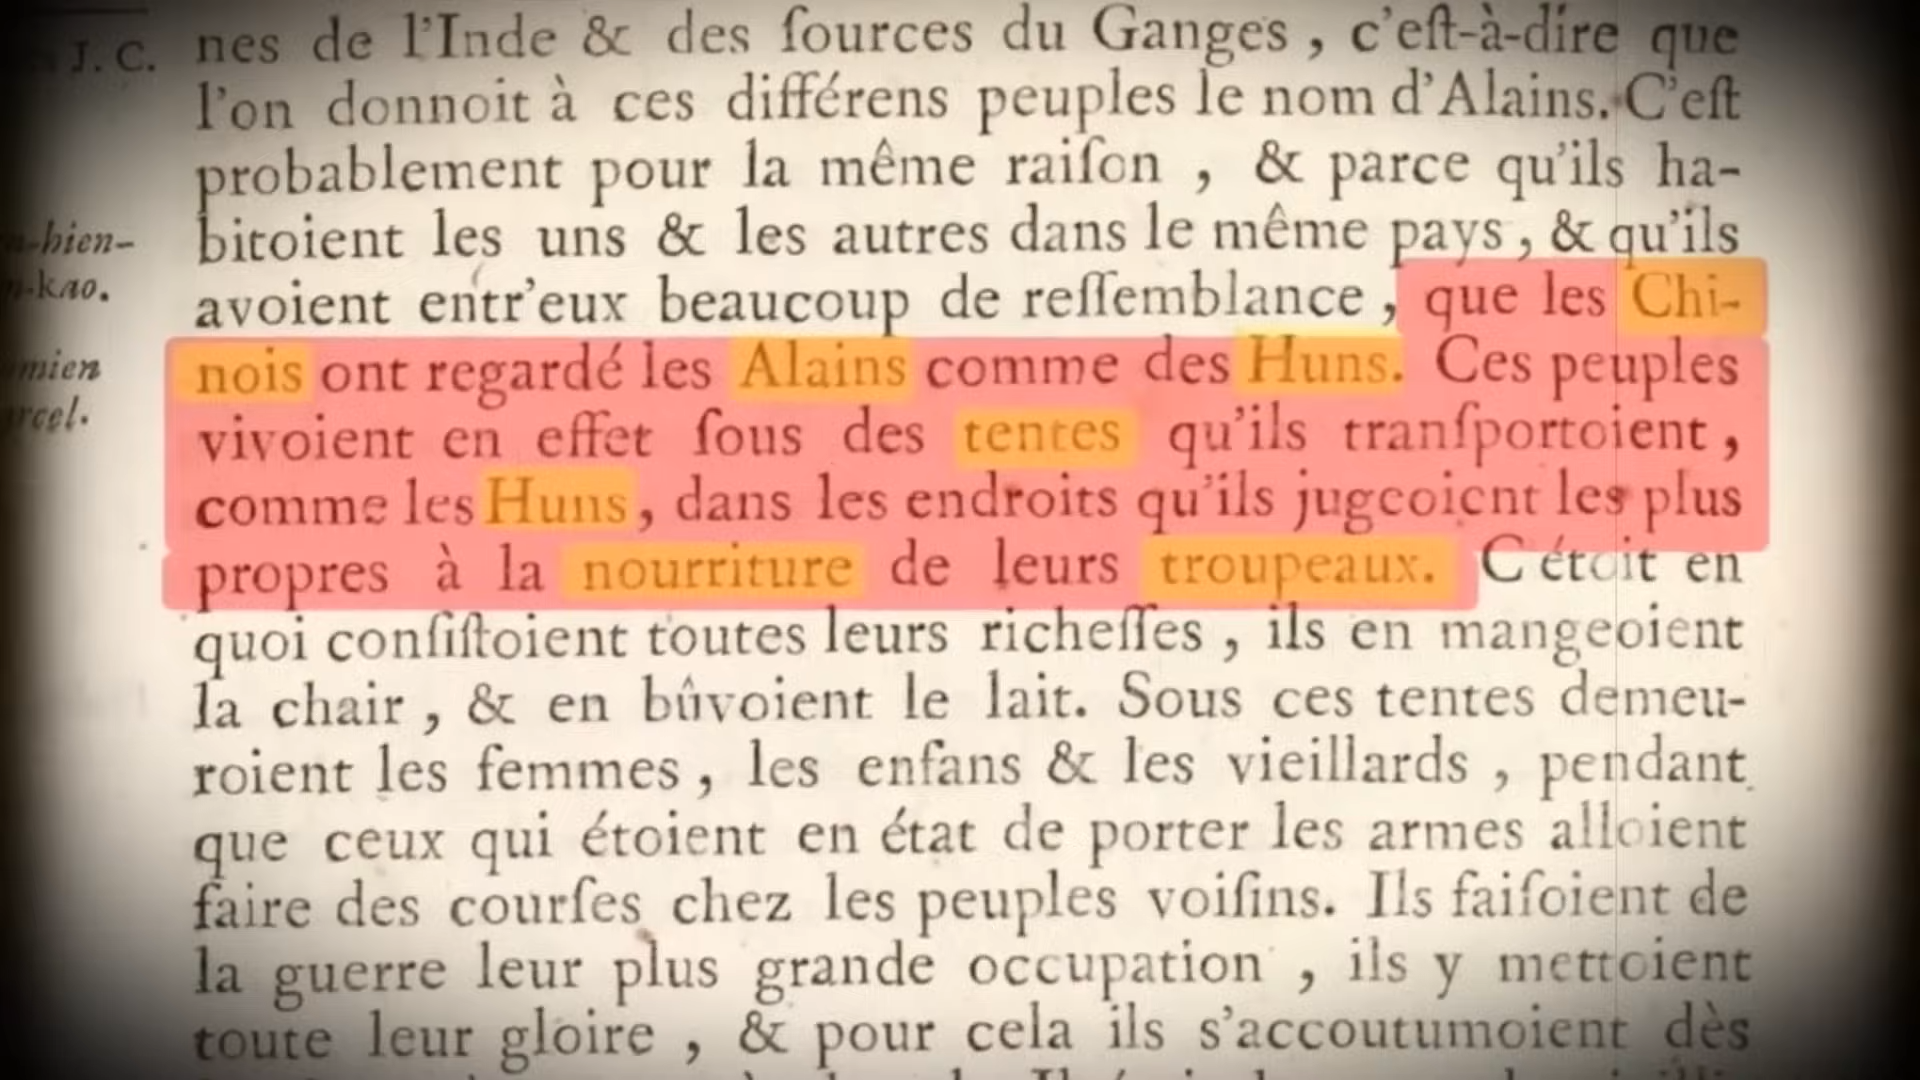 J. C.
nes de l'Inde & des ſources du Ganges, c'eſt-à-dire que
l'on donnoit à ces différens peuples le nom d'Alains. C'eſt
probablement pour la même raiſon, & parce qu'ils ha-
bitoient les uns & les autres dans le même pays, & qu'ils
avoient entr'eux beaucoup de reſſemblance, que les Chi-
nois ont regardé les Alains comme des Huns. Ces peuples
vivoient en effet ſous des tentes qu'ils tranſportoient,
comme les Huns, dans les endroits qu'ils jugeoient les plus
propres à la nourriture de leurs troupeaux. C'étoit en
quoi conſiſtoient toutes leurs richeſſes, ils en mangeoient
la chair, & en bûvoient le lait. Sous ces tentes demeu-
roient les femmes, les enfans & les vieillards, pendant
que ceux qui étoient en état de porter les armes alloient
faire des courſes chez les peuples voiſins. Ils faiſoient de
la guerre leur plus grande occupation, ils y mettoient
toute leur gloire, & pour cela ils s'accoutumoient dès
-hien-
-kao.